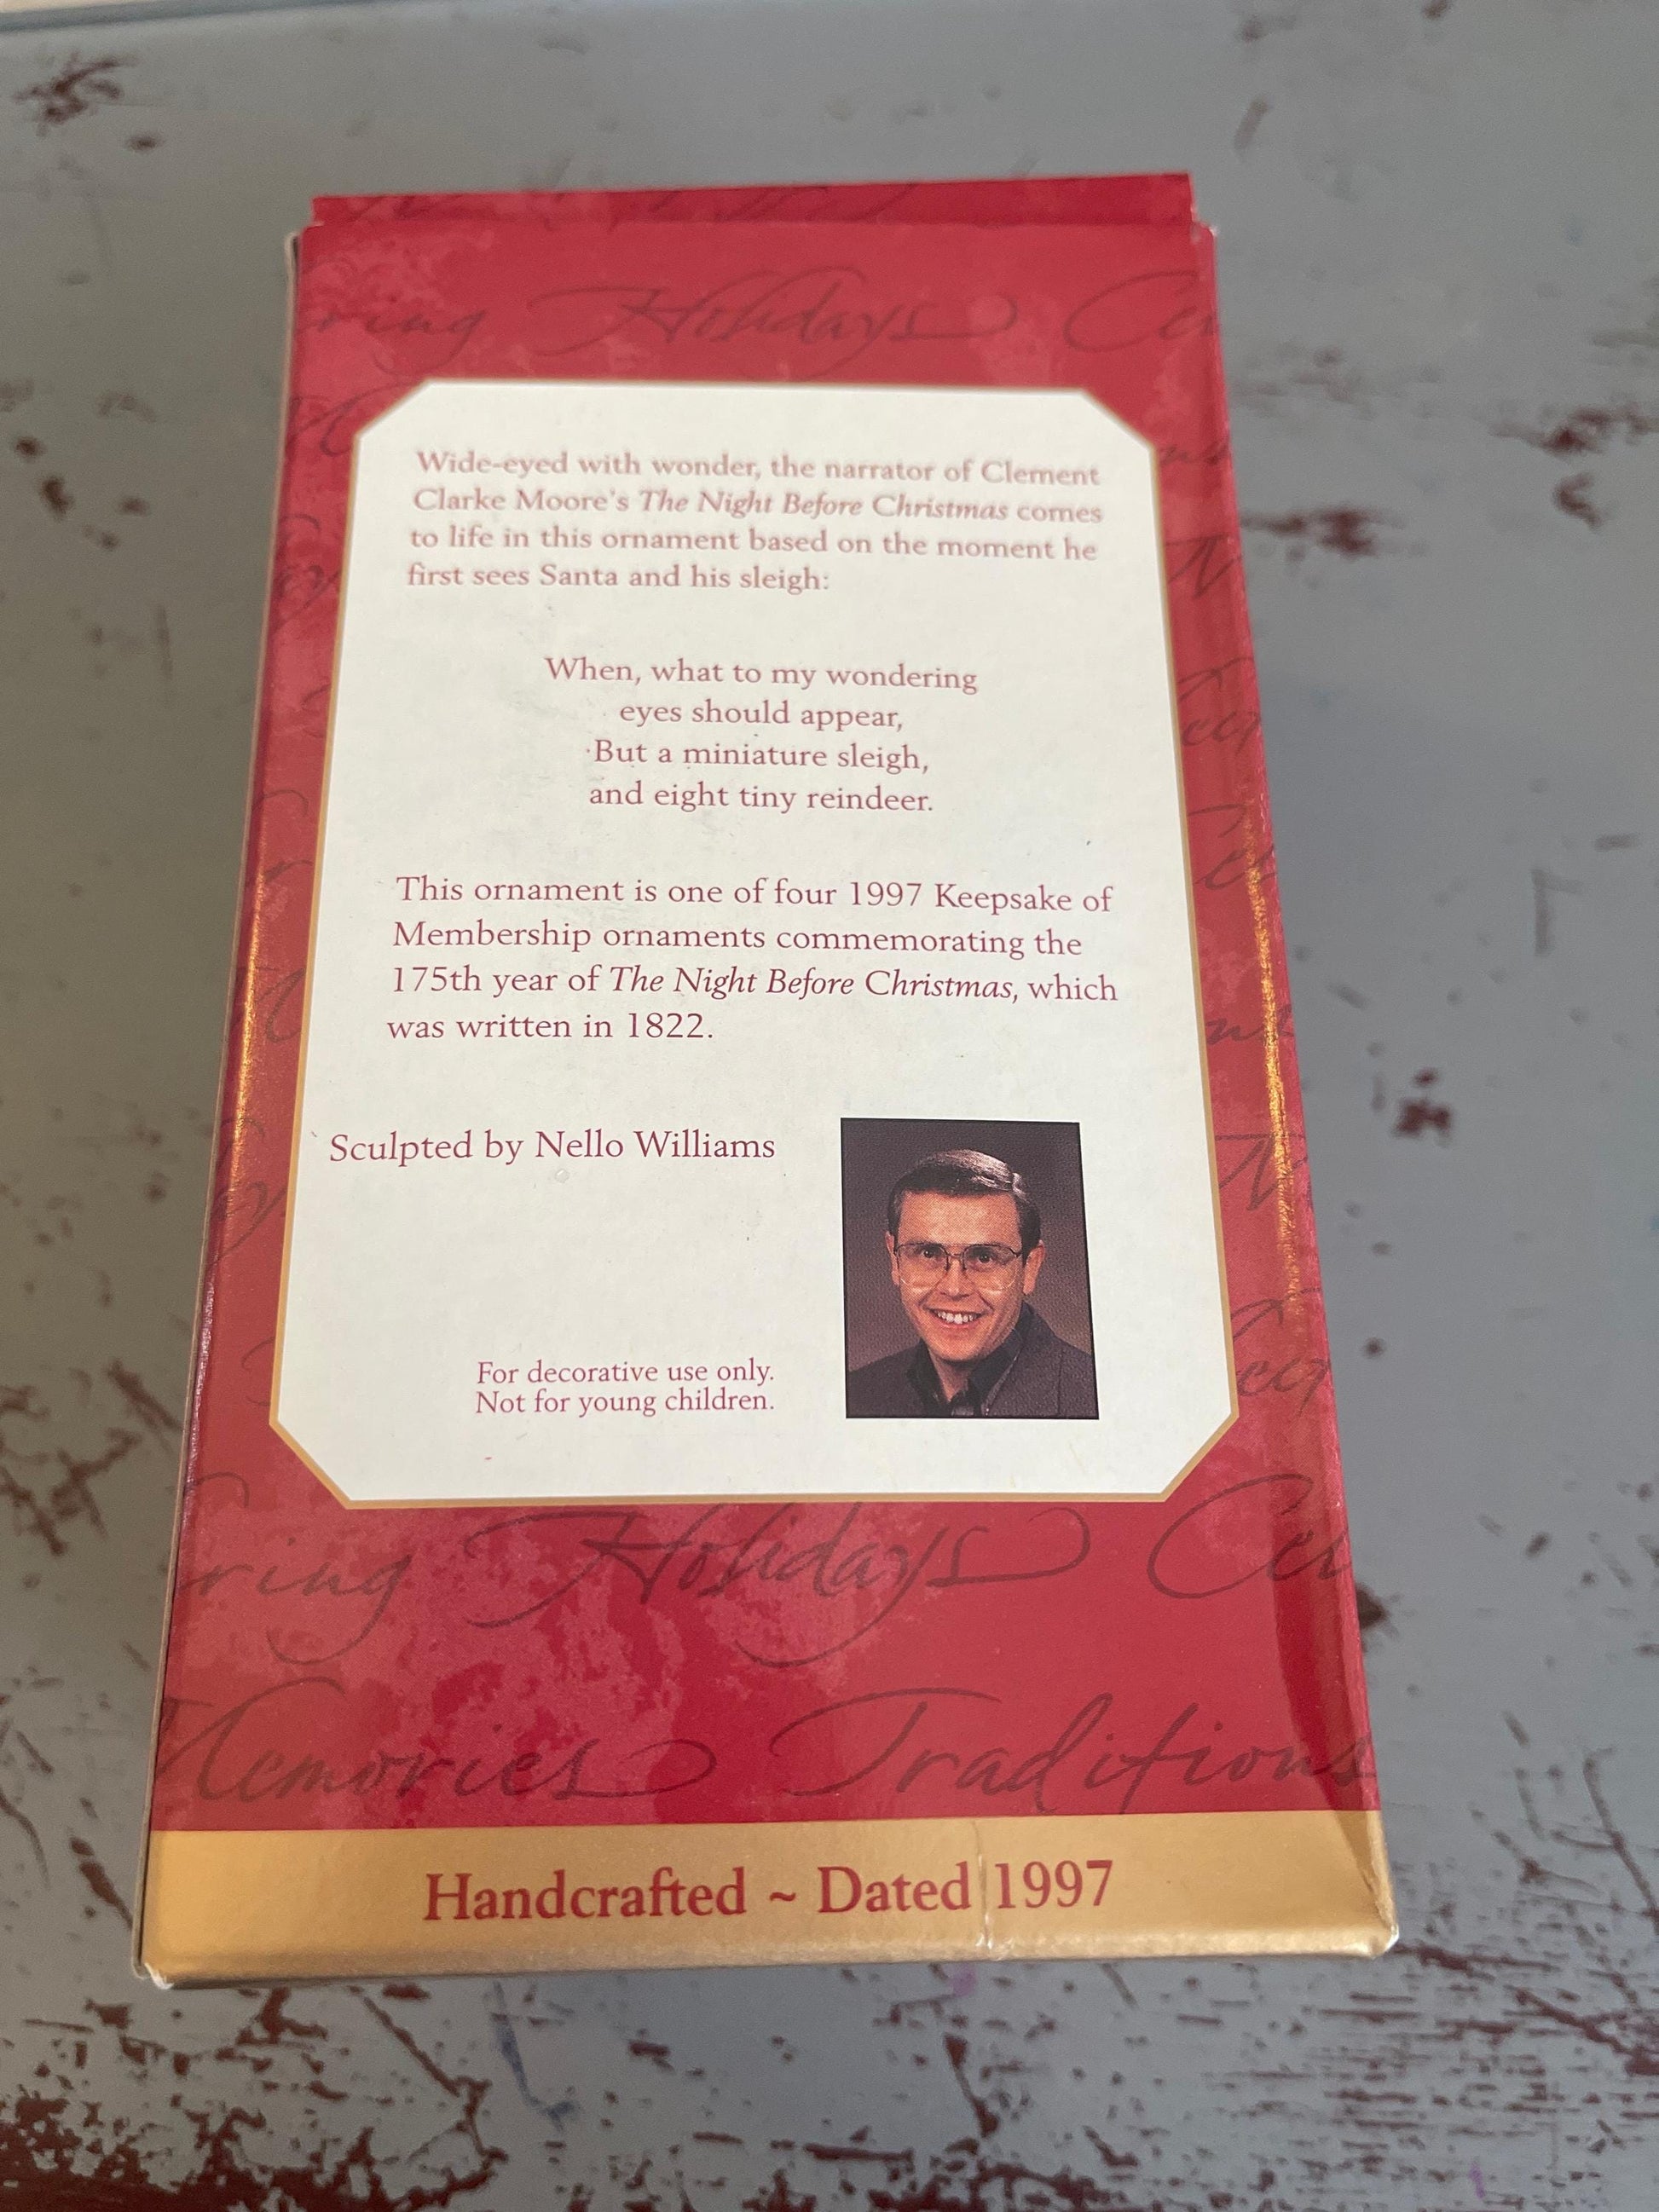 Holidays
Wide-eyed with wonder, the narrator of Clement
Clarke Moore's The Night Before Christmas comes
to life in this ornament based on the moment he
first sees Santa and his sleigh:
When, what to my wondering
eyes should appear,
But a miniature sleigh,
and eight tiny reindeer.
This ornament is one of four 1997 Keepsake of
Membership ornaments commemorating the
175th year of The Night Before Christmas, which
was written in 1822.
Sculpted by Nello Williams
For decorative use only.
Not for young children.
Holidays
Memories Traditions
Handcrafted ~ Dated 1997